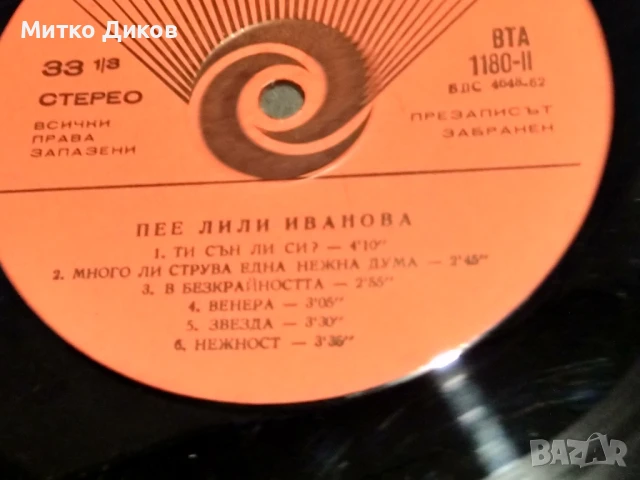 Митко Диков
33 1/3
СТЕРЕО
ВСИЧКИ
ПРАВА
ЗАПАЗЕНИ
ВТА
1180-II
БДС 4048-62
ПРЕЗАПИСЪТ
ЗАБРАНЕН
ПЕЕ ЛИЛИ ИВАНОВА
1. ТИ СЪН ЛИ СИ? — 4'10"
2. МНОГО ЛИ СТРУВА ЕДНА НЕЖНА ДУМА — 2'45"
3. В БЕЗКРАЙНОСТТА — 2'55"
4. ВЕНЕРА — 3'05"
5. ЗВЕЗДА — 3'30"
6. НЕЖНОСТ — 3'36"
BAZAR